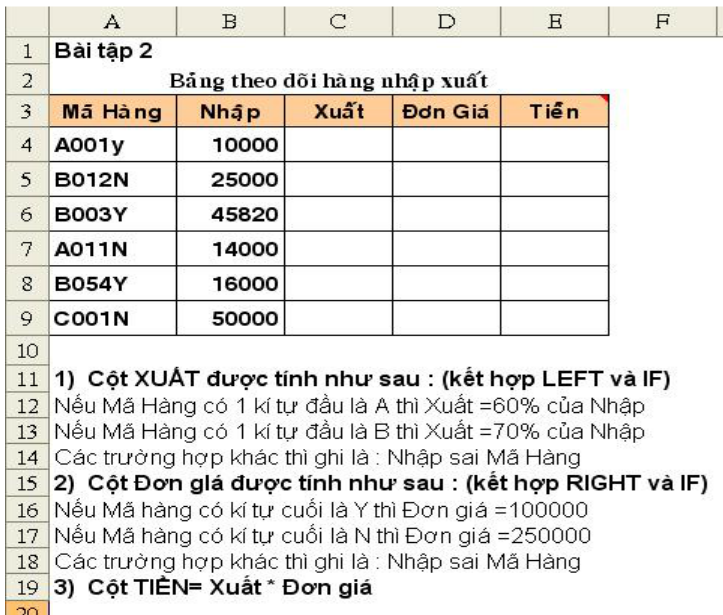 A B C D E F
1 Bài tập 2
2 Bảng theo dõi hàng nhập xuất
3 Mã Hàng Nhập Xuất Đơn Giá Tiền
4 A001y 10000
5 B012N 25000
6 B003Y 45820
7 A011N 14000
8 B054Y 16000
9 C001N 50000
10
11 1) Cột XUẤT được tính như sau : (kết hợp LEFT và IF)
12 Nếu Mã Hàng có 1 kí tự đầu là A thì Xuất =60% của Nhập
13 Nếu Mã Hàng có 1 kí tự đầu là B thì Xuất =70% của Nhập
14 Các trường hợp khác thì ghi là : Nhập sai Mã Hàng
15 2) Cột Đơn giá được tính như sau : (kết hợp RIGHT và IF)
16 Nếu Mã hàng có kí tự cuối là Y thì Đơn giá =100000
17 Nếu Mã hàng có kí tự cuối là N thì Đơn giá =250000
18 Các trường hợp khác thì ghi là : Nhập sai Mã Hàng
19 3) Cột TIỀN= Xuất * Đơn giá
20